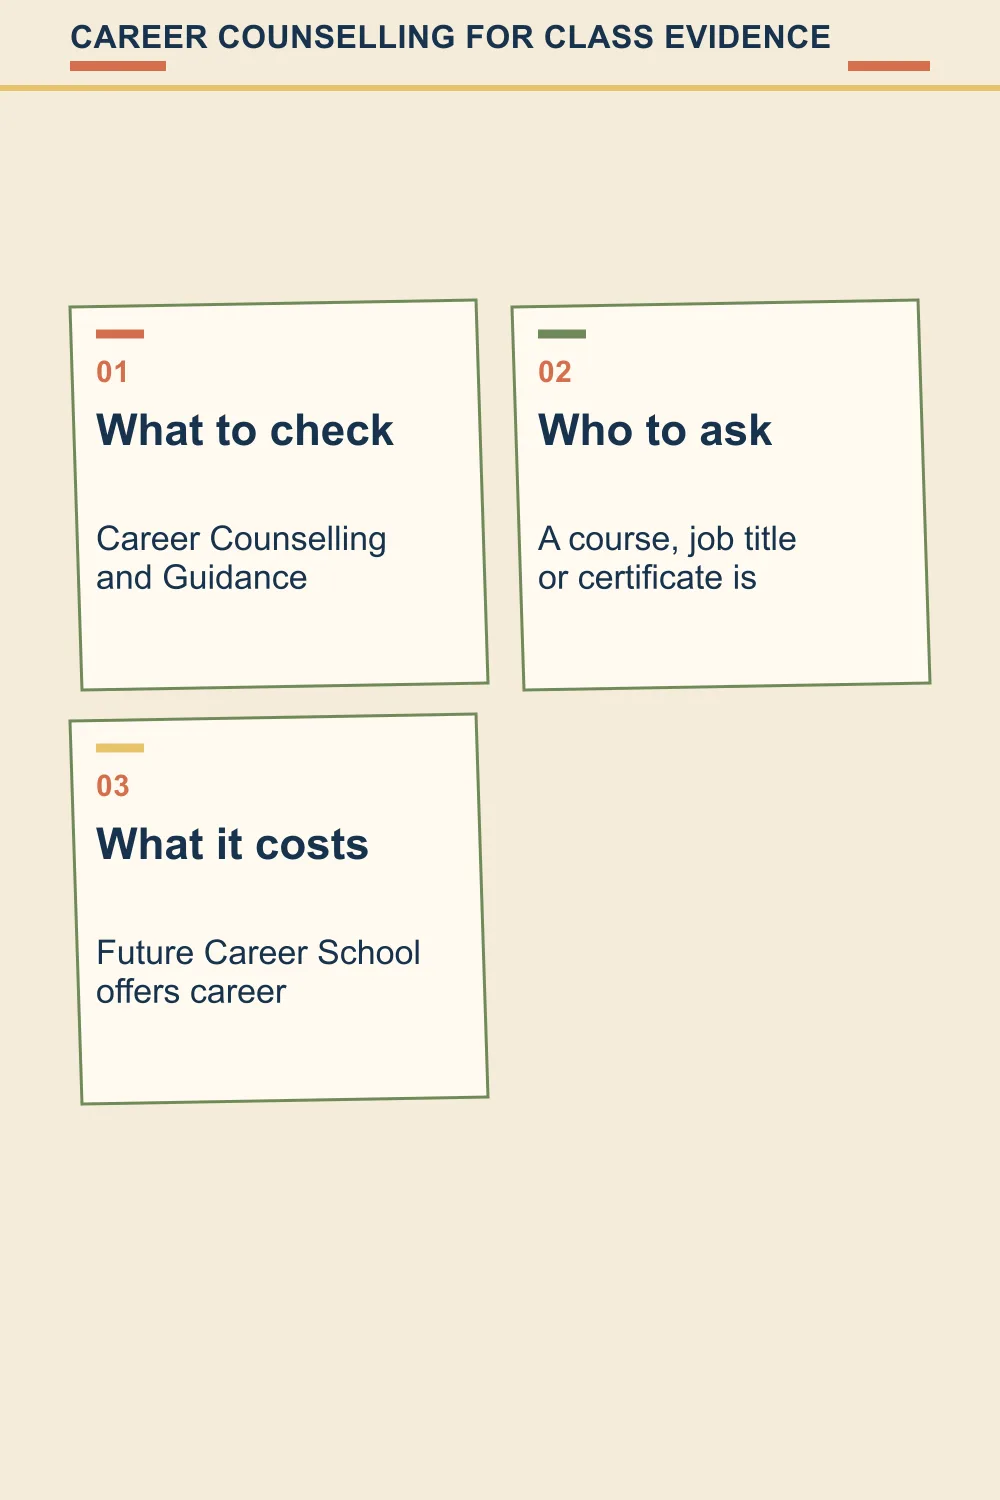 CAREER COUNSELLING FOR CLASS EVIDENCE
01
What to check
Career Counselling
and Guidance
02
Who to ask
A course, job title
or certificate is
03
What it costs
Future Career School
offers career